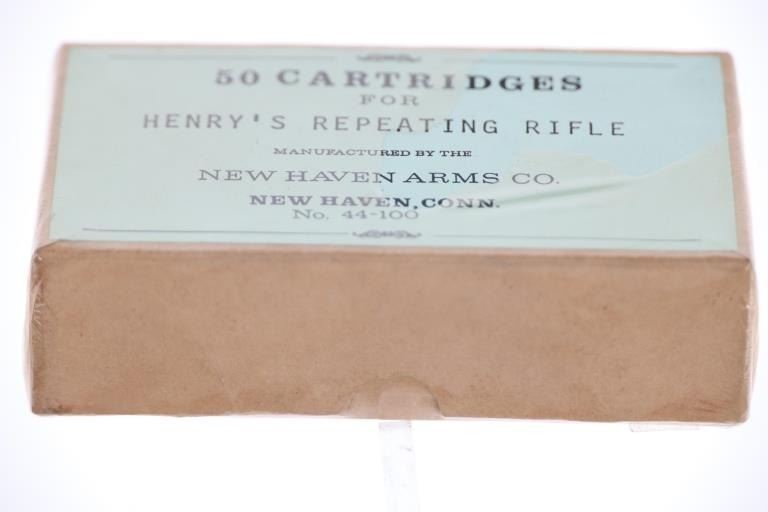 50 CARTRIDGES
FOR
HENRY'S REPEATING RIFLE
MANUFACTURED BY THE
NEW HAVEN ARMS CO.
NEW HAVEN, CONN.
No. 44-100